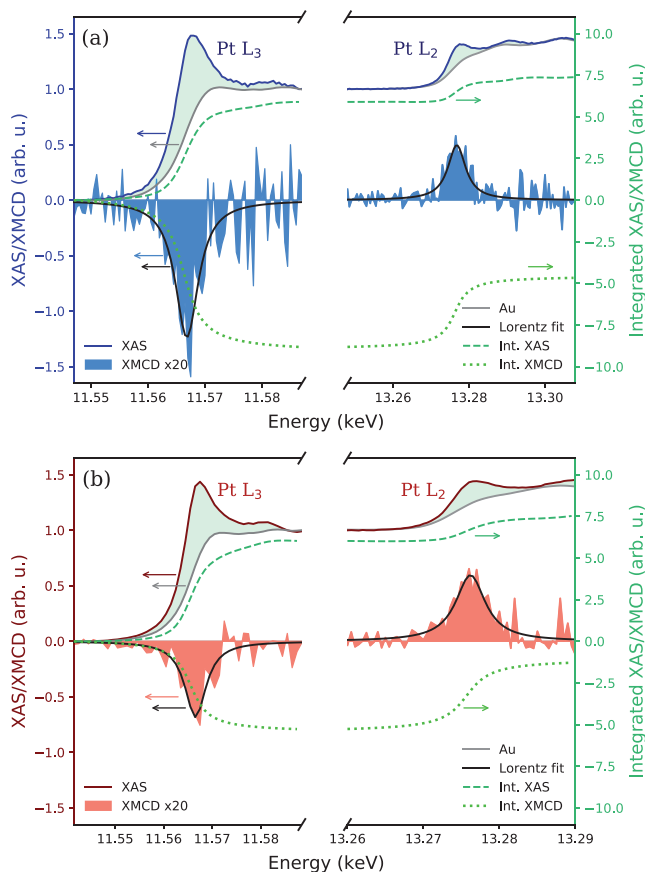 (a)
Pt L3
Pt L2
1.5
1.0
0.5
0.0
−0.5
−1.0
−1.5
XAS/XMCD (arb. u.)
10.0
7.5
5.0
2.5
0.0
−2.5
−5.0
−7.5
−10.0
Integrated XAS/XMCD (arb. u.)
XAS
XMCD x20
Au
Lorentz fit
Int. XAS
Int. XMCD
11.55 11.56 11.57 11.58 13.26 13.28 13.30
Energy (keV)
(b)
Pt L3
Pt L2
1.5
1.0
0.5
0.0
−0.5
−1.0
−1.5
XAS/XMCD (arb. u.)
10.0
7.5
5.0
2.5
0.0
−2.5
−5.0
−7.5
−10.0
Integrated XAS/XMCD (arb. u.)
XAS
XMCD x20
Au
Lorentz fit
Int. XAS
Int. XMCD
11.55 11.56 11.57 11.58 13.26 13.27 13.28 13.29
Energy (keV)